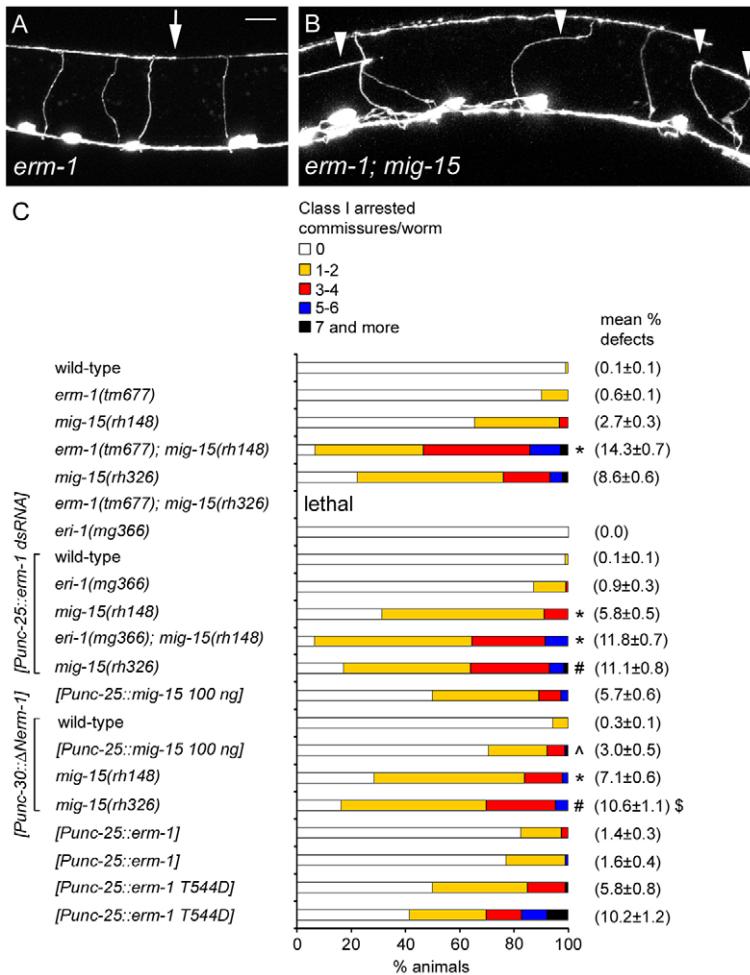 A
B
erm-1
erm-1; mig-15
C
Class I arrested
commissures/worm
0
1-2
3-4
5-6
7 and more
mean %
defects
wild-type (0.1±0.1)
erm-1(tm677) (0.6±0.1)
mig-15(rh148) (2.7±0.3)
erm-1(tm677); mig-15(rh148) * (14.3±0.7)
mig-15(rh326) (8.6±0.6)
erm-1(tm677); mig-15(rh326) lethal
eri-1(mg366) (0.0)
[Punc-25::erm-1 dsRNA]
wild-type (0.1±0.1)
eri-1(mg366) (0.9±0.3)
mig-15(rh148) * (5.8±0.5)
eri-1(mg366); mig-15(rh148) * (11.8±0.7)
mig-15(rh326) # (11.1±0.8)
[Punc-25::mig-15 100 ng] (5.7±0.6)
[Punc-30::ΔNerm-1]
wild-type (0.3±0.1)
[Punc-25::mig-15 100 ng] ^ (3.0±0.5)
mig-15(rh148) * (7.1±0.6)
mig-15(rh326) # (10.6±1.1) $
[Punc-25::erm-1] (1.4±0.3)
[Punc-25::erm-1] (1.6±0.4)
[Punc-25::erm-1 T544D] (5.8±0.8)
[Punc-25::erm-1 T544D] (10.2±1.2)
0 20 40 60 80 100
% animals